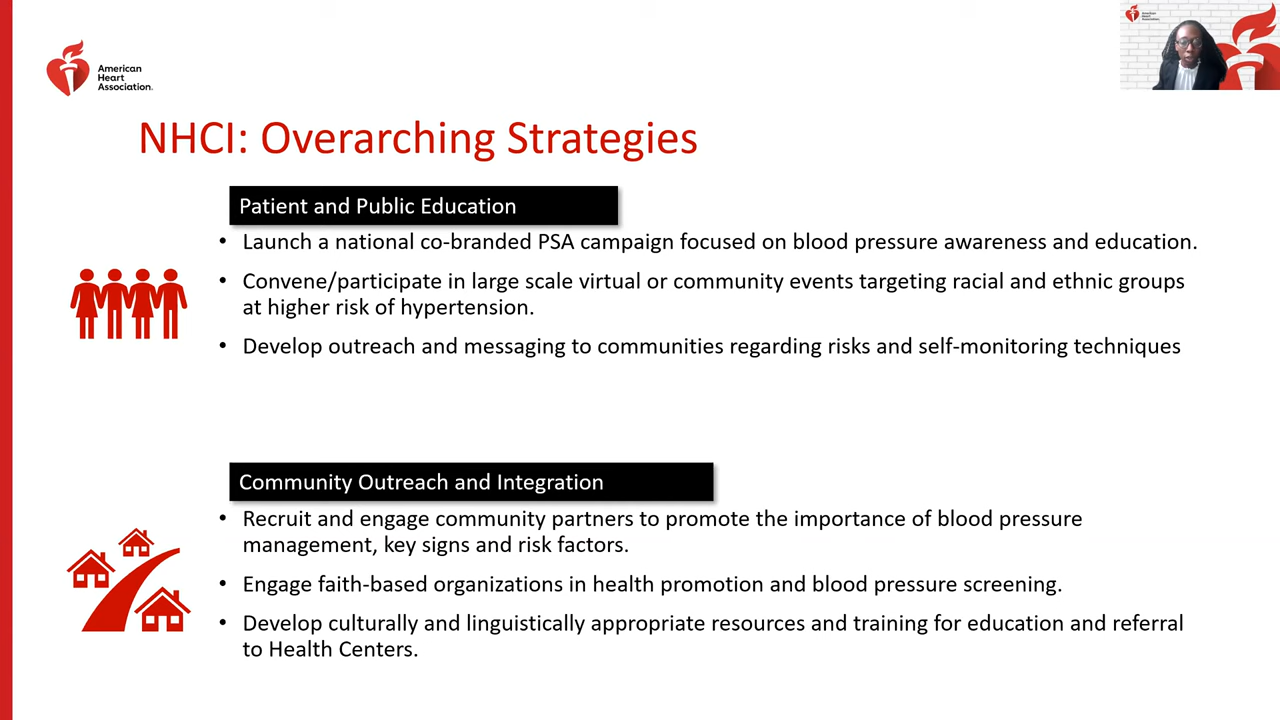 American
Heart
Association.
American
Heart
Association.
NHCI: Overarching Strategies
Patient and Public Education
• Launch a national co-branded PSA campaign focused on blood pressure awareness and education.
• Convene/participate in large scale virtual or community events targeting racial and ethnic groups
at higher risk of hypertension.
• Develop outreach and messaging to communities regarding risks and self-monitoring techniques
Community Outreach and Integration
• Recruit and engage community partners to promote the importance of blood pressure
management, key signs and risk factors.
• Engage faith-based organizations in health promotion and blood pressure screening.
• Develop culturally and linguistically appropriate resources and training for education and referral
to Health Centers.